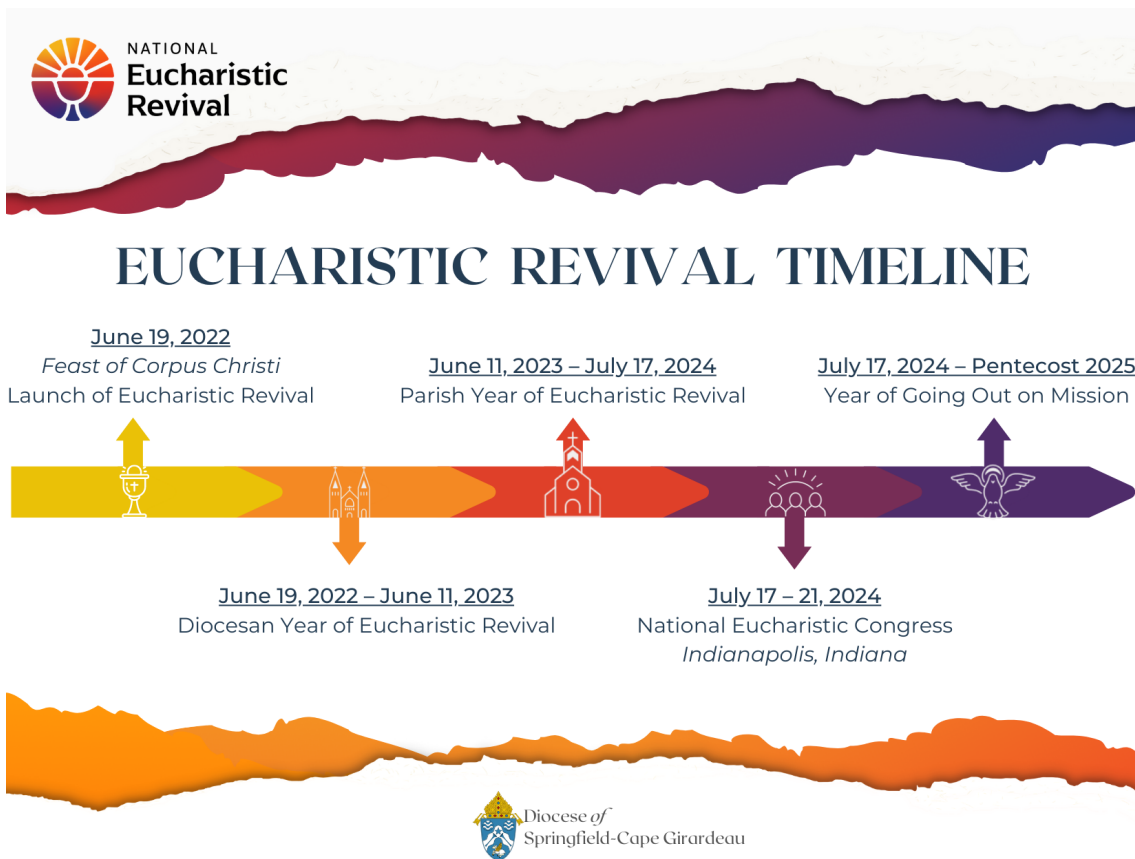 NATIONAL
Eucharistic
Revival
EUCHARISTIC REVIVAL TIMELINE
June 19, 2022
Feast of Corpus Christi
Launch of Eucharistic Revival
June 11, 2023 – July 17, 2024
Parish Year of Eucharistic Revival
July 17, 2024 – Pentecost 2025
Year of Going Out on Mission
June 19, 2022 – June 11, 2023
Diocesan Year of Eucharistic Revival
July 17 – 21, 2024
National Eucharistic Congress
Indianapolis, Indiana
Diocese of
Springfield-Cape Girardeau